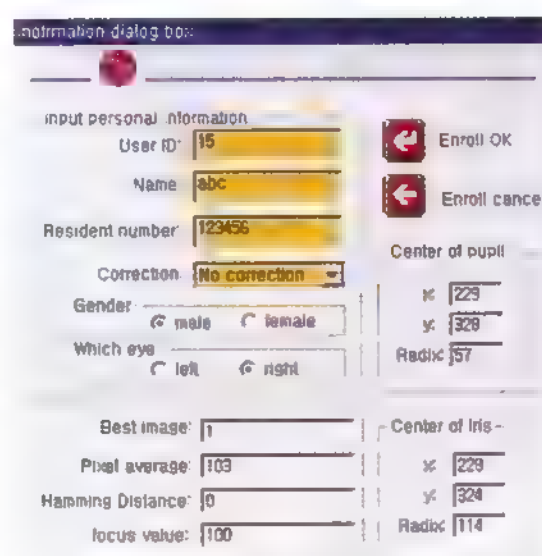 Information dialog box
Input personal information
User ID: 15
Enroll OK
Name abc
Enroll cance
Resident number: 123456
Center of pupil
Correction No correction
x: 229
Gender
male female
y: 328
Which eye
Radix: 57
left right
Best image: 1
Center of Iris
Pixel average: 103
x: 229
Hamming Distance: 0
y: 324
focus value: 100
Radix: 114